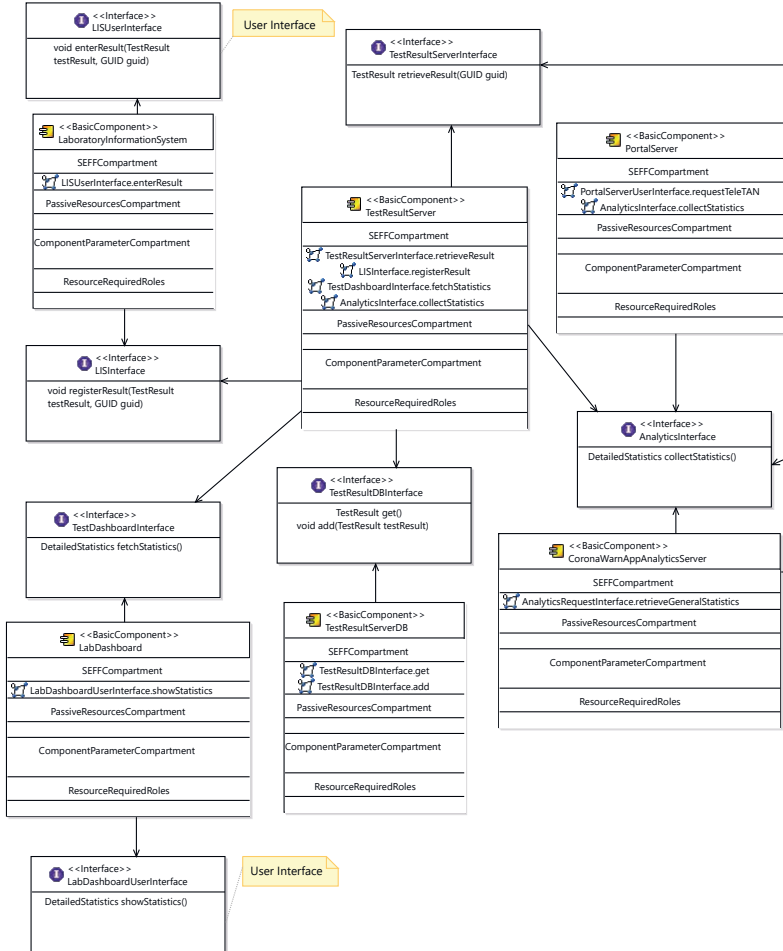 <<Interface>>
LISUserInterface
void enterResult(TestResult
testResult, GUID guid)
User Interface
<<Interface>>
TestResultServerInterface
TestResult retrieveResult(GUID guid)
<<BasicComponent>>
LaboratoryInformationSystem
SEFFCompartment
LISUserInterface.enterResult
PassiveResourcesCompartment
ComponentParameterCompartment
ResourceRequiredRoles
<<BasicComponent>>
PortalServer
SEFFCompartment
PortalServerUserInterface.requestTeleTAN
AnalyticsInterface.collectStatistics
PassiveResourcesCompartment
ComponentParameterCompartment
ResourceRequiredRoles
<<BasicComponent>>
TestResultServer
SEFFCompartment
TestResultServerInterface.retrieveResult
LISInterface.registerResult
TestDashboardInterface.fetchStatistics
AnalyticsInterface.collectStatistics
PassiveResourcesCompartment
ComponentParameterCompartment
ResourceRequiredRoles
<<Interface>>
LISInterface
void registerResult(TestResult
testResult, GUID guid)
<<Interface>>
AnalyticsInterface
DetailedStatistics collectStatistics()
<<Interface>>
TestResultDBInterface
TestResult get()
void add(TestResult testResult)
<<Interface>>
TestDashboardInterface
DetailedStatistics fetchStatistics()
<<BasicComponent>>
CoronaWarnAppAnalyticsServer
SEFFCompartment
AnalyticsRequestInterface.retrieveGeneralStatistics
PassiveResourcesCompartment
ComponentParameterCompartment
ResourceRequiredRoles
<<BasicComponent>>
TestResultServerDB
SEFFCompartment
TestResultDBInterface.get
TestResultDBInterface.add
PassiveResourcesCompartment
ComponentParameterCompartment
ResourceRequiredRoles
<<BasicComponent>>
LabDashboard
SEFFCompartment
LabDashboardUserInterface.showStatistics
PassiveResourcesCompartment
ComponentParameterCompartment
ResourceRequiredRoles
<<Interface>>
LabDashboardUserInterface
DetailedStatistics showStatistics()
User Interface